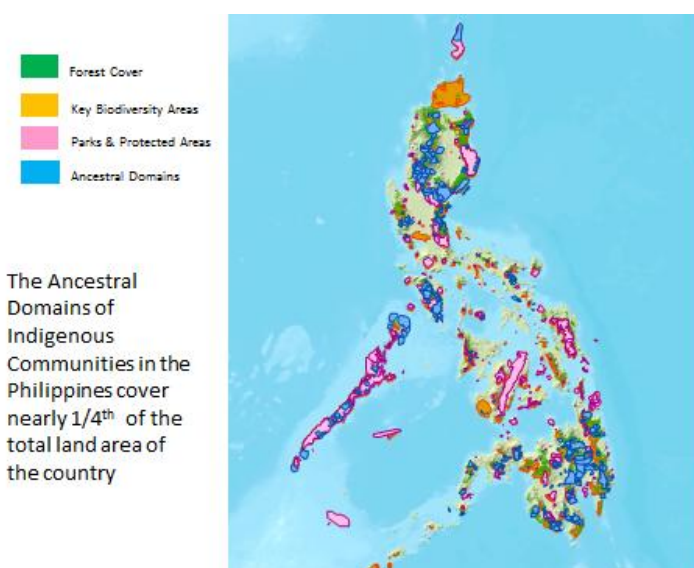 Forest Cover
Key Biodiversity Areas
Parks & Protected Areas
Ancestral Domains
The Ancestral
Domains of
Indigenous
Communities in the
Philippines cover
nearly 1/4th of the
total land area of
the country